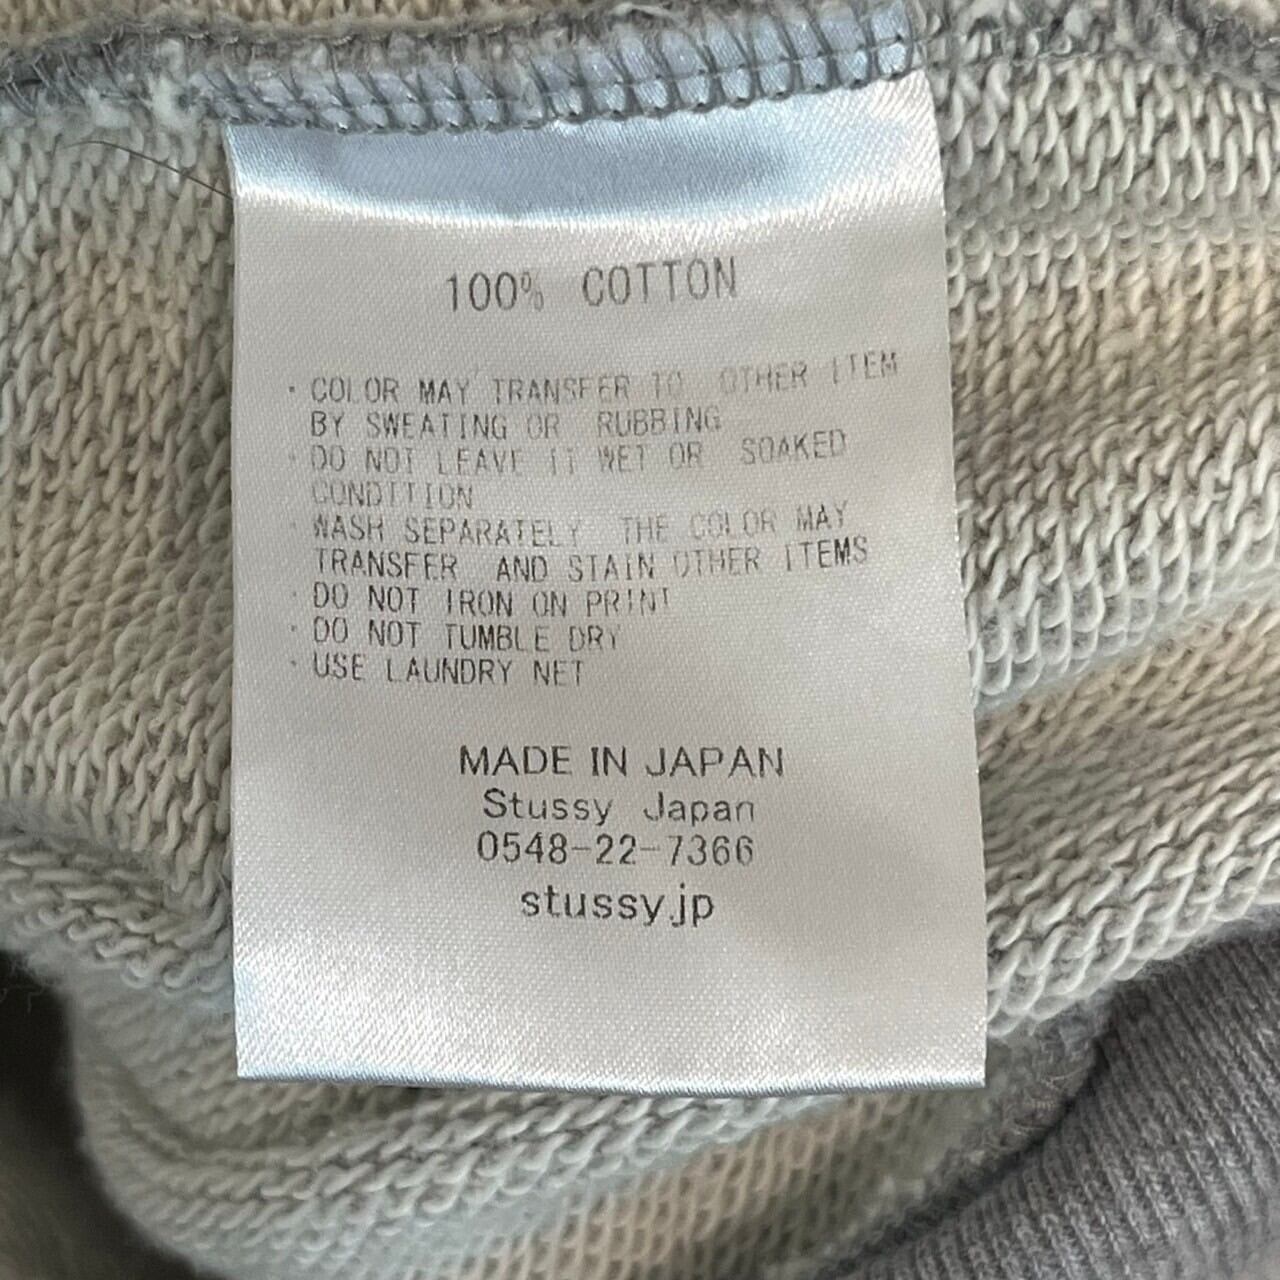 100% COTTON
・COLOR MAY TRANSFER TO OTHER ITEM
BY SWEATING OR RUBBING
・DO NOT LEAVE IT WET OR SOAKED
CONDITION
・WASH SEPARATELY THE COLOR MAY
TRANSFER AND STAIN OTHER ITEMS
・DO NOT IRON ON PRINT
・DO NOT TUMBLE DRY
・USE LAUNDRY NET
MADE IN JAPAN
Stussy Japan
0548-22-7366
stussy.jp